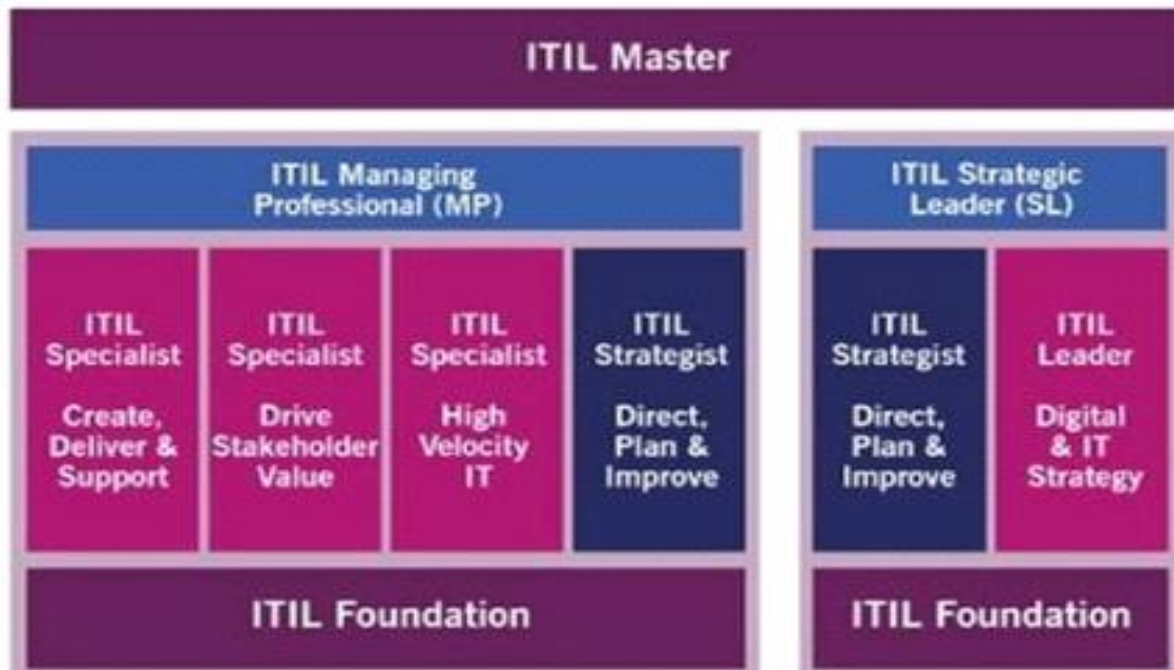 ITIL Master
ITIL Managing
Professional (MP)
ITIL Strategic
Leader (SL)
ITIL
Specialist
Create,
Deliver &
Support
ITIL
Specialist
Drive
Stakeholder
Value
ITIL
Specialist
High
Velocity
IT
ITIL
Strategist
Direct,
Plan &
Improve
ITIL
Strategist
Direct,
Plan &
Improve
ITIL
Leader
Digital
& IT
Strategy
ITIL Foundation
ITIL Foundation